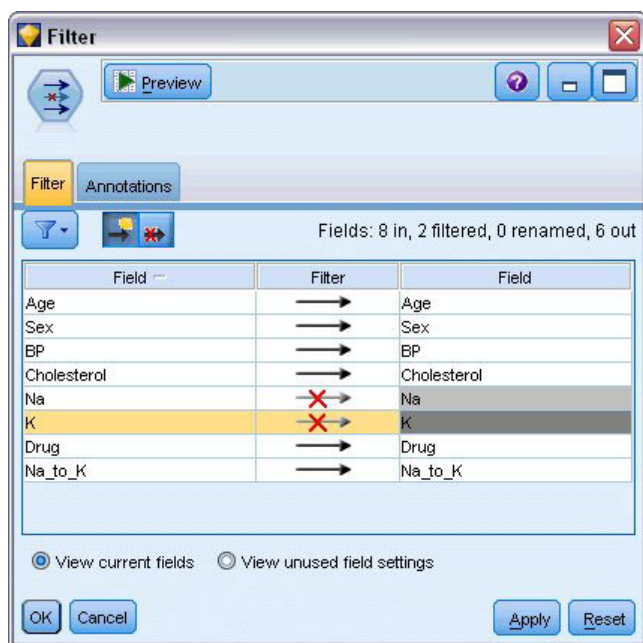 Filter
Preview
?
Filter Annotations
Fields: 8 in, 2 filtered, 0 renamed, 6 out
Field Filter Field
Age Age
Sex Sex
BP BP
Cholesterol Cholesterol
Na Na
K K
Drug Drug
Na_to_K Na_to_K
View current fields View unused field settings
OK Cancel Apply Reset